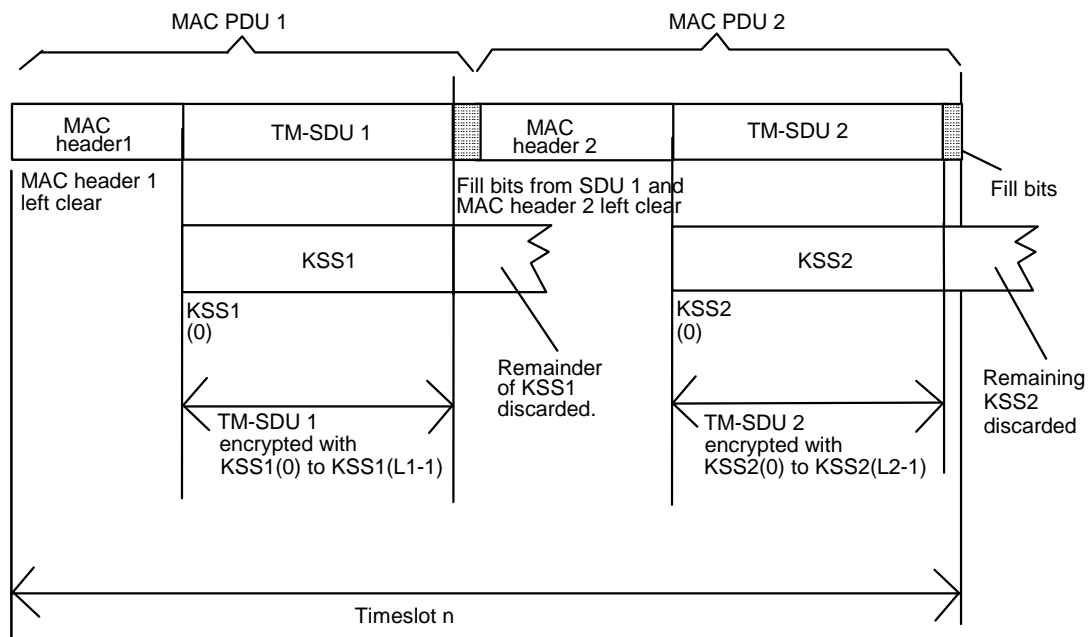 MAC PDU 1
MAC PDU 2
MAC
header1
TM-SDU 1
MAC
header 2
TM-SDU 2
MAC header 1
left clear
Fill bits from SDU 1 and
MAC header 2 left clear
Fill bits
KSS1
KSS2
KSS1
(0)
KSS2
(0)
Remainder
of KSS1
discarded.
Remaining
KSS2
discarded
TM-SDU 1
encrypted with
KSS1(0) to KSS1(L1-1)
TM-SDU 2
encrypted with
KSS2(0) to KSS2(L2-1)
Timeslot n